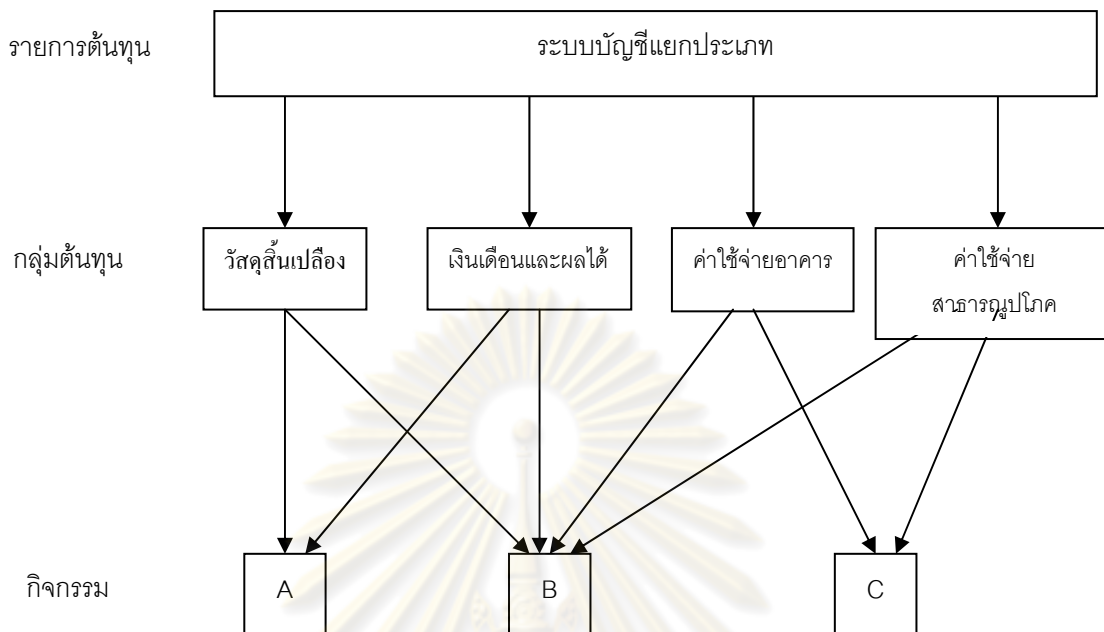 รายการต้นทุน
ระบบบัญชีแยกประเภท
กลุ่มต้นทุน
วัสดุสิ้นเปลือง
เงินเดือนและผลได้
ค่าใช้จ่ายอาคาร
ค่าใช้จ่าย
สาธารณูปโภค
กิจกรรม
A
B
C